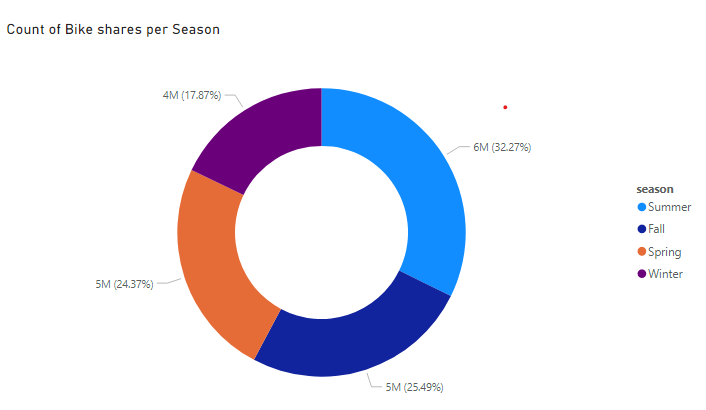 Count of Bike shares per Season
4M (17.87%)
6M (32.27%)
season
Summer
Fall
Spring
Winter
5M (24.37%)
5M (25.49%)